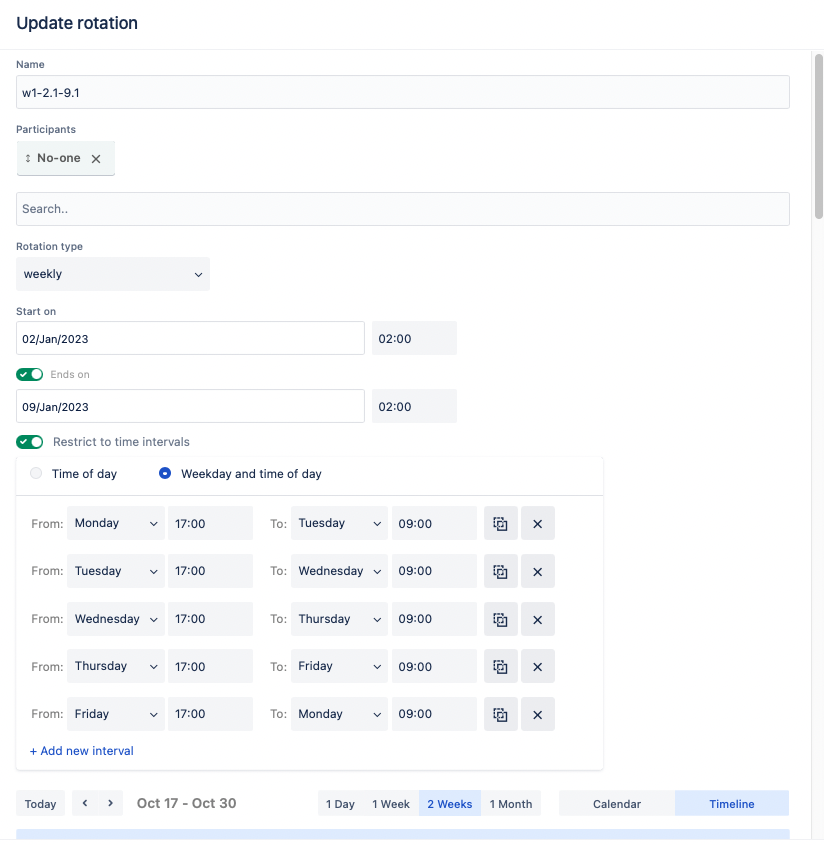 Update rotation
Name
w1-2.1-9.1
Participants
No-one
Search..
Rotation type
weekly
Start on
02/Jan/2023 02:00
Ends on
09/Jan/2023 02:00
Restrict to time intervals
Time of day Weekday and time of day
From: Monday 17:00 To: Tuesday 09:00
From: Tuesday 17:00 To: Wednesday 09:00
From: Wednesday 17:00 To: Thursday 09:00
From: Thursday 17:00 To: Friday 09:00
From: Friday 17:00 To: Monday 09:00
+ Add new interval
Today Oct 17 - Oct 30 1 Day 1 Week 2 Weeks 1 Month Calendar Timeline